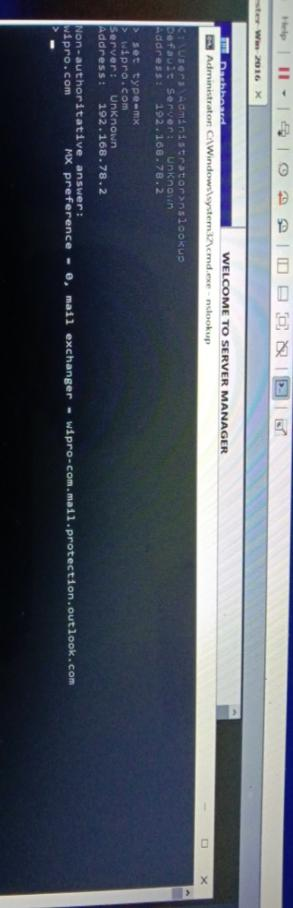 Help
ster Win 2016 ×
Dashboard
WELCOME TO SERVER MANAGER
Administrator: C:\Windows\system32\cmd.exe - nslookup
C:\Users\Administrator>nslookup
Default Server:  UnKnown
Address:  192.168.78.2
> set type=mx
> wipro.com
Server:  UnKnown
Address:  192.168.78.2
Non-authoritative answer:
wipro.com       MX preference = 0, mail exchanger = wipro-com.mail.protection.outlook.com
>